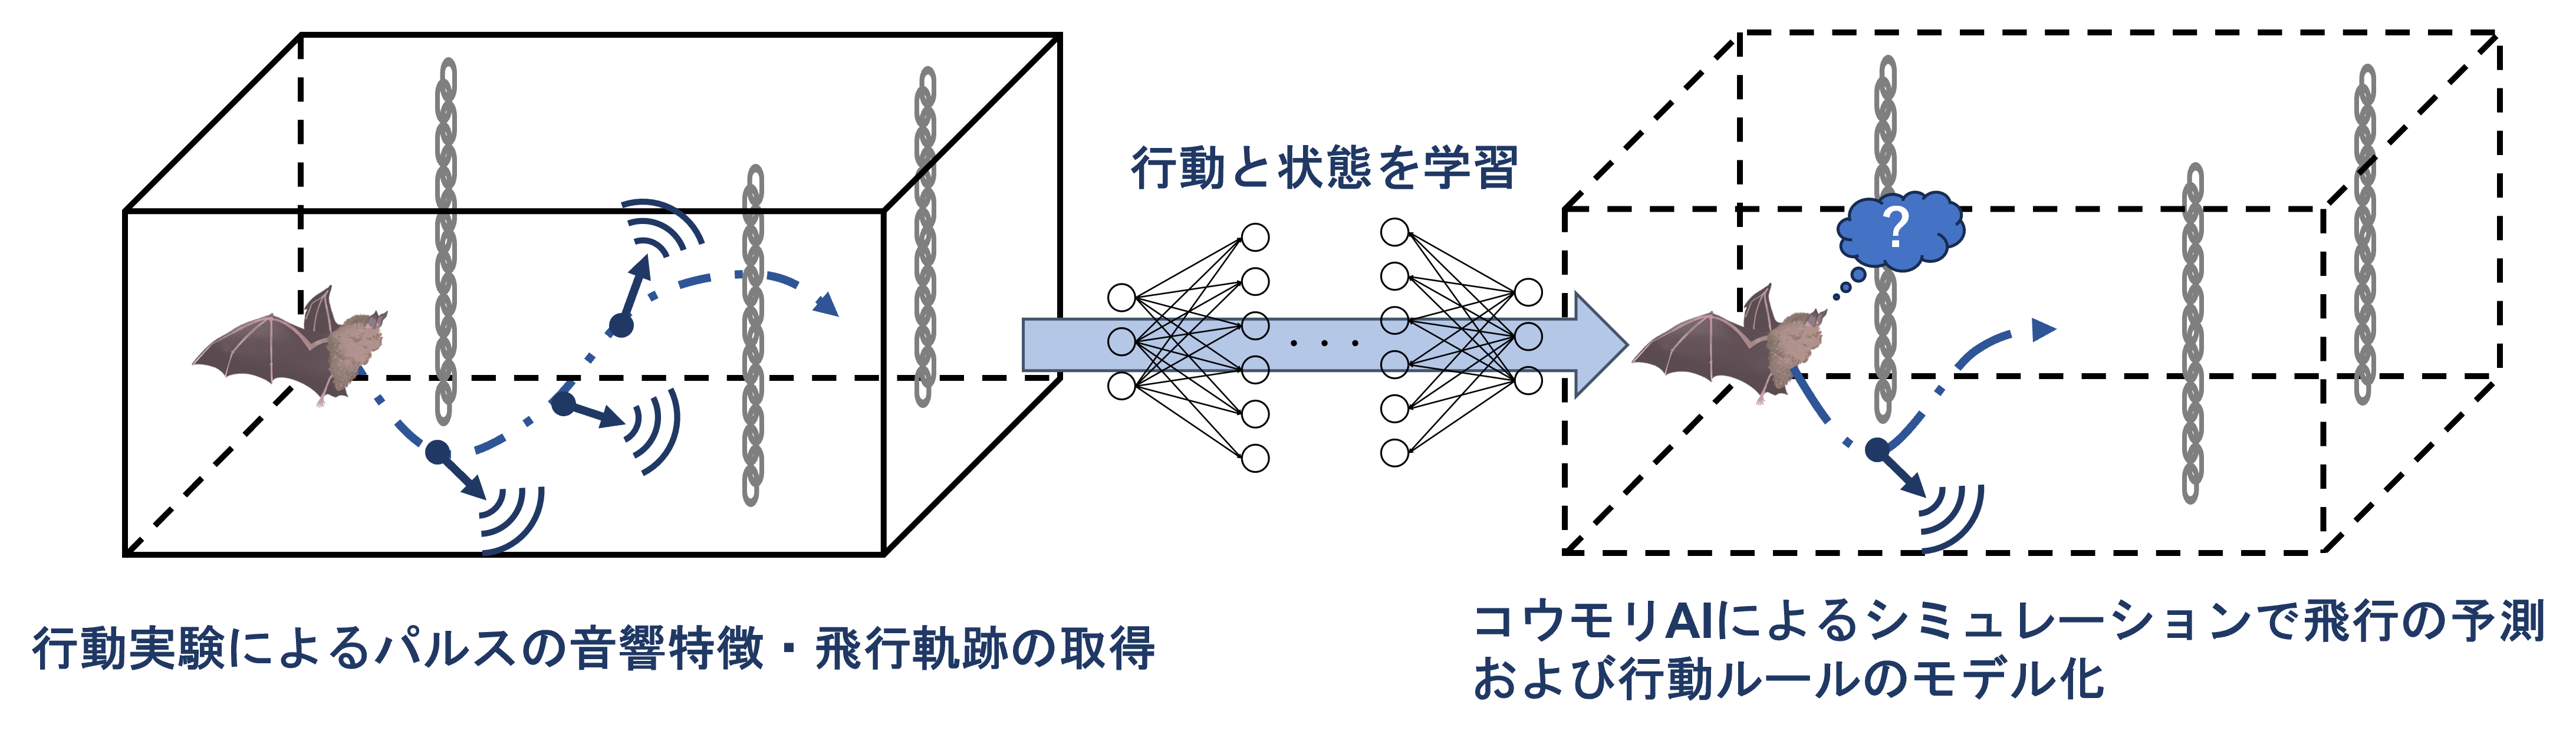 行動と状態を学習
?
行動実験によるパルスの音響特徴・飛行軌跡の取得
コウモリAIによるシミュレーションで飛行の予測
および行動ルールのモデル化